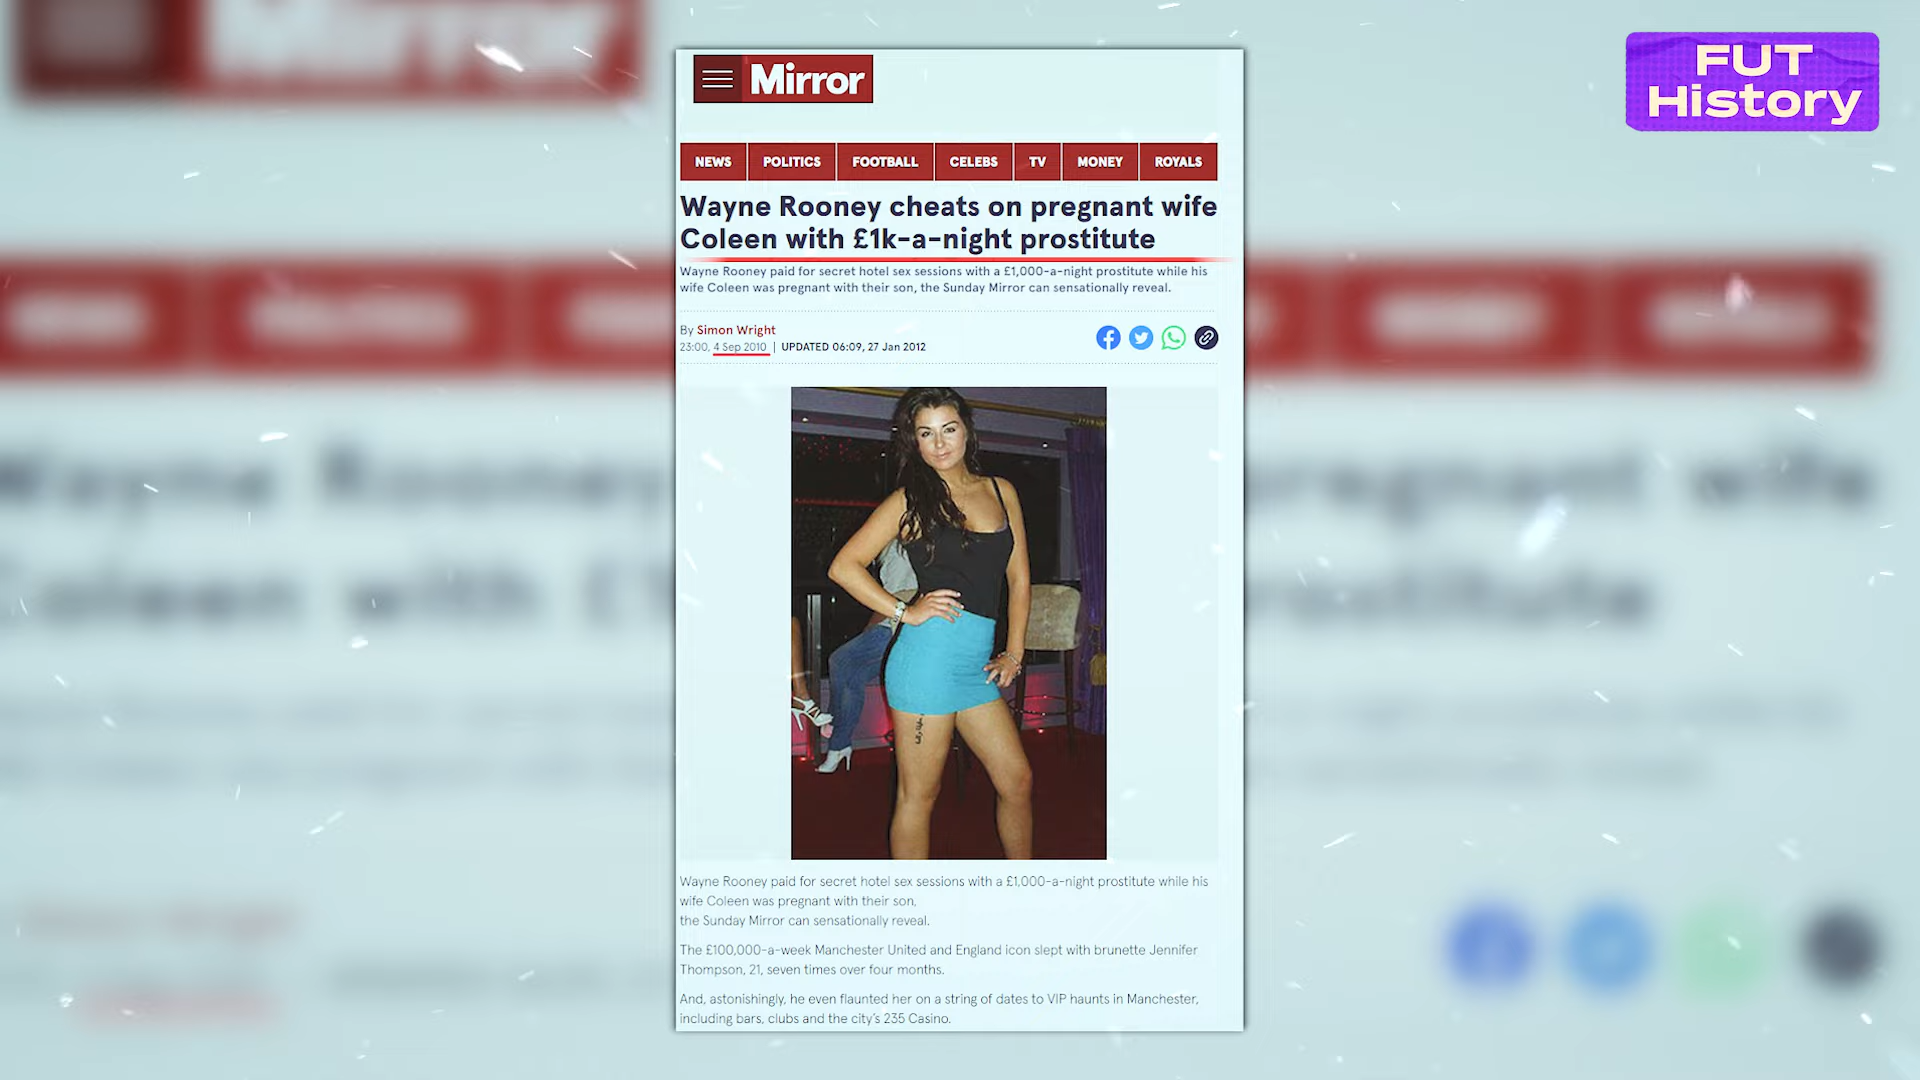 Mirror
FUT
History
NEWS POLITICS FOOTBALL CELEBS TV MONEY ROYALS
Wayne Rooney cheats on pregnant wife
Coleen with £1k-a-night prostitute
Wayne Rooney paid for secret hotel sex sessions with a £1,000-a-night prostitute while his
wife Coleen was pregnant with their son, the Sunday Mirror can sensationally reveal.
By Simon Wright
23:00, 4 Sep 2010 | UPDATED 06:09, 27 Jan 2012
Wayne Rooney paid for secret hotel sex sessions with a £1,000-a-night prostitute while his
wife Coleen was pregnant with their son,
the Sunday Mirror can sensationally reveal.
The £100,000-a-week Manchester United and England icon slept with brunette Jennifer
Thompson, 21, seven times over four months.
And, astonishingly, he even flaunted her on a string of dates to VIP haunts in Manchester,
including bars, clubs and the city's 235 Casino.